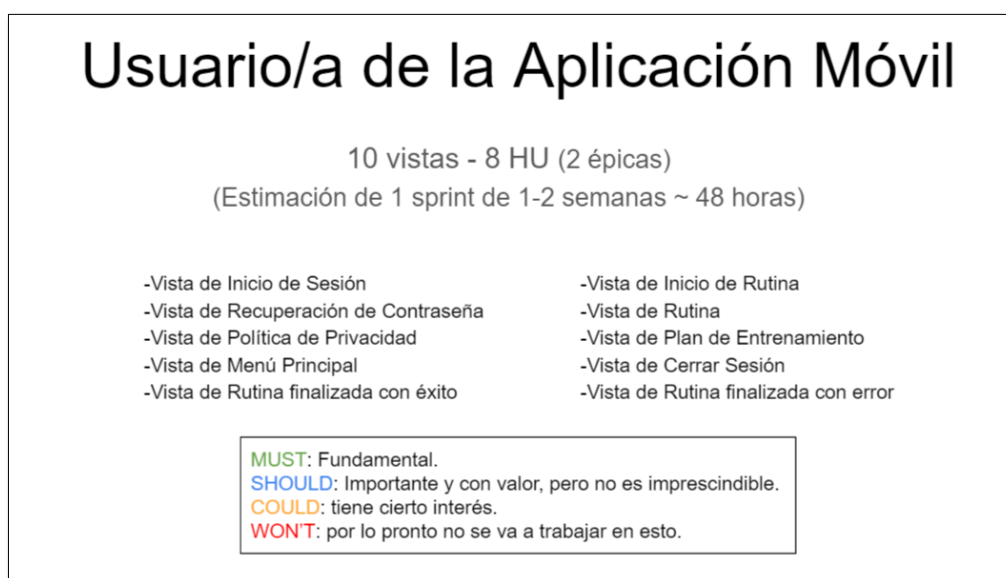 Usuario/a de la Aplicación Móvil
10 vistas - 8 HU (2 épicas)
(Estimación de 1 sprint de 1-2 semanas ~ 48 horas)
-Vista de Inicio de Sesión
-Vista de Recuperación de Contraseña
-Vista de Política de Privacidad
-Vista de Menú Principal
-Vista de Rutina finalizada con éxito
-Vista de Inicio de Rutina
-Vista de Rutina
-Vista de Plan de Entrenamiento
-Vista de Cerrar Sesión
-Vista de Rutina finalizada con error
MUST: Fundamental.
SHOULD: Importante y con valor, pero no es imprescindible.
COULD: tiene cierto interés.
WON'T: por lo pronto no se va a trabajar en esto.